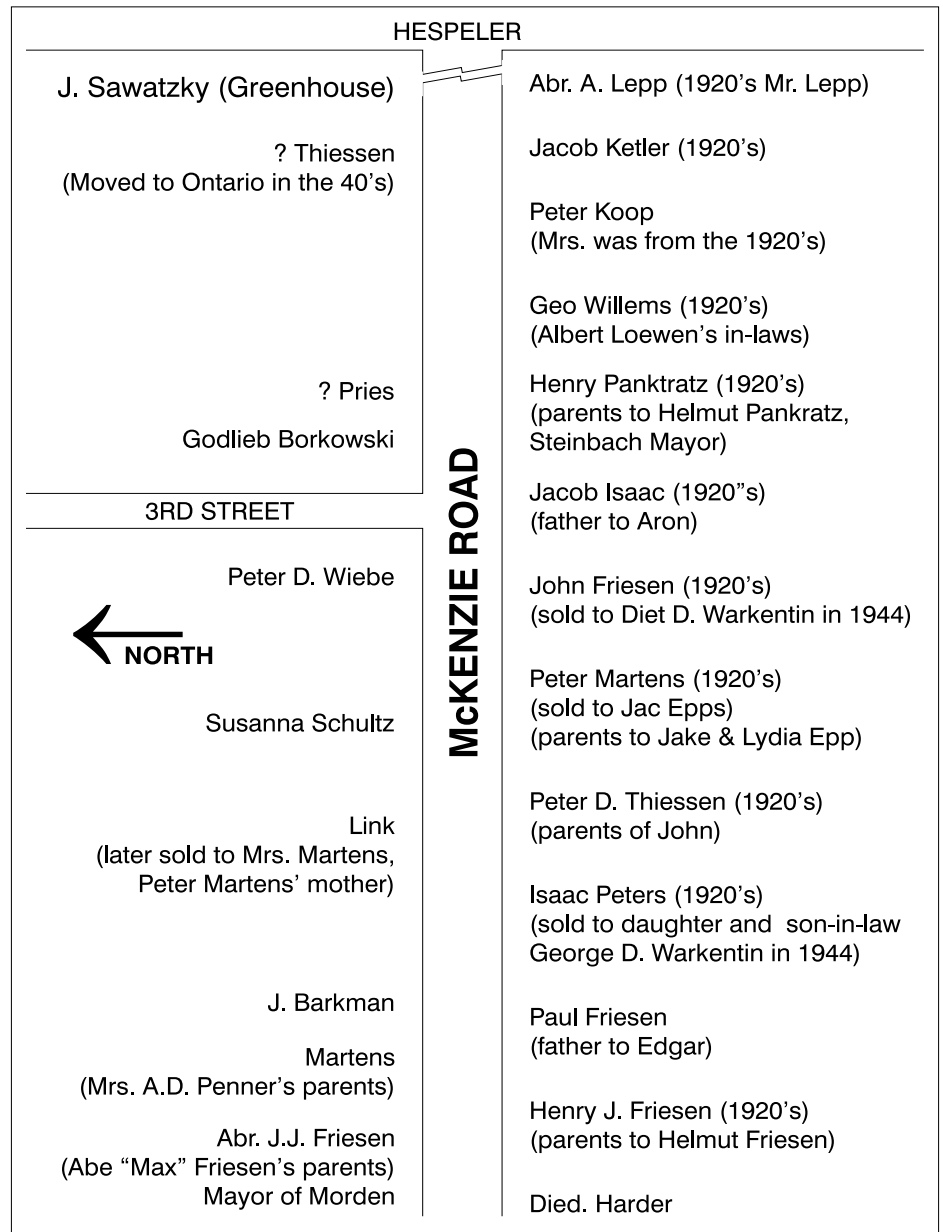 HESPELER
J. Sawatzky (Greenhouse)
? Thiessen
(Moved to Ontario in the 40's)
? Pries
Godlieb Borkowski
3RD STREET
Peter D. Wiebe
NORTH
Susanna Schultz
Link
(later sold to Mrs. Martens,
Peter Martens' mother)
J. Barkman
Martens
(Mrs. A.D. Penner's parents)
Abr. J.J. Friesen
(Abe “Max” Friesen's parents)
Mayor of Morden
McKENZIE ROAD
Abr. A. Lepp (1920's Mr. Lepp)
Jacob Ketler (1920's)
Peter Koop
(Mrs. was from the 1920's)
Geo Willems (1920's)
(Albert Loewen's in-laws)
Henry Panktratz (1920's)
(parents to Helmut Pankratz,
Steinbach Mayor)
Jacob Isaac (1920”s)
(father to Aron)
John Friesen (1920's)
(sold to Diet D. Warkentin in 1944)
Peter Martens (1920's)
(sold to Jac Epps)
(parents to Jake & Lydia Epp)
Peter D. Thiessen (1920's)
(parents of John)
Isaac Peters (1920's)
(sold to daughter and son-in-law
George D. Warkentin in 1944)
Paul Friesen
(father to Edgar)
Henry J. Friesen (1920's)
(parents to Helmut Friesen)
Died. Harder